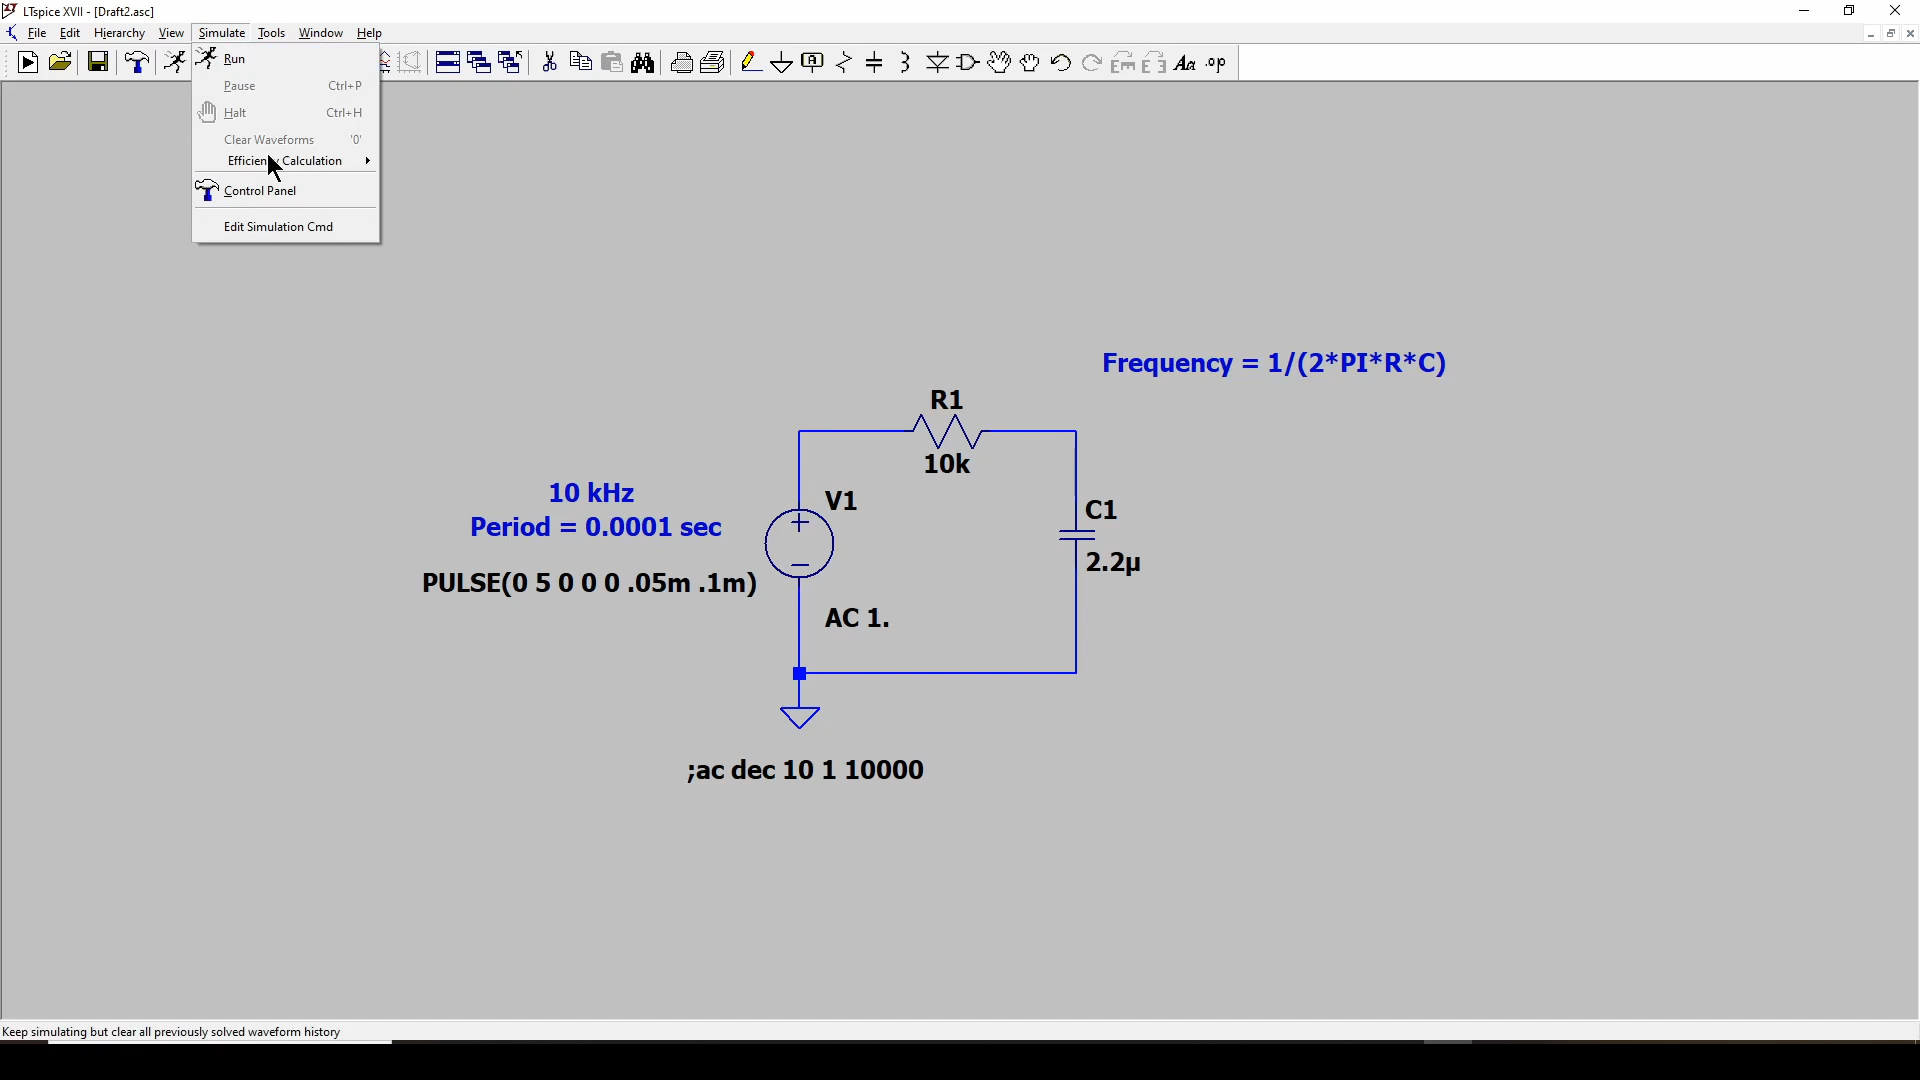 LTspice XVII - [Draft2.asc]
File Edit Hierarchy View Simulate Tools Window Help
Run
Pause Ctrl+P
Halt Ctrl+H
Clear Waveforms '0'
Calculation
Control Panel
Edit Simulation Cmd
Aa .op
Frequency = 1/(2*PI*R*C)
R1
10k
10 kHz
Period = 0.0001 sec
PULSE(0 5 0 0 0 .05m .1m)
V1
AC 1.
C1
2.2µ
;ac dec 10 1 10000
Keep simulating but clear all previously solved waveform history